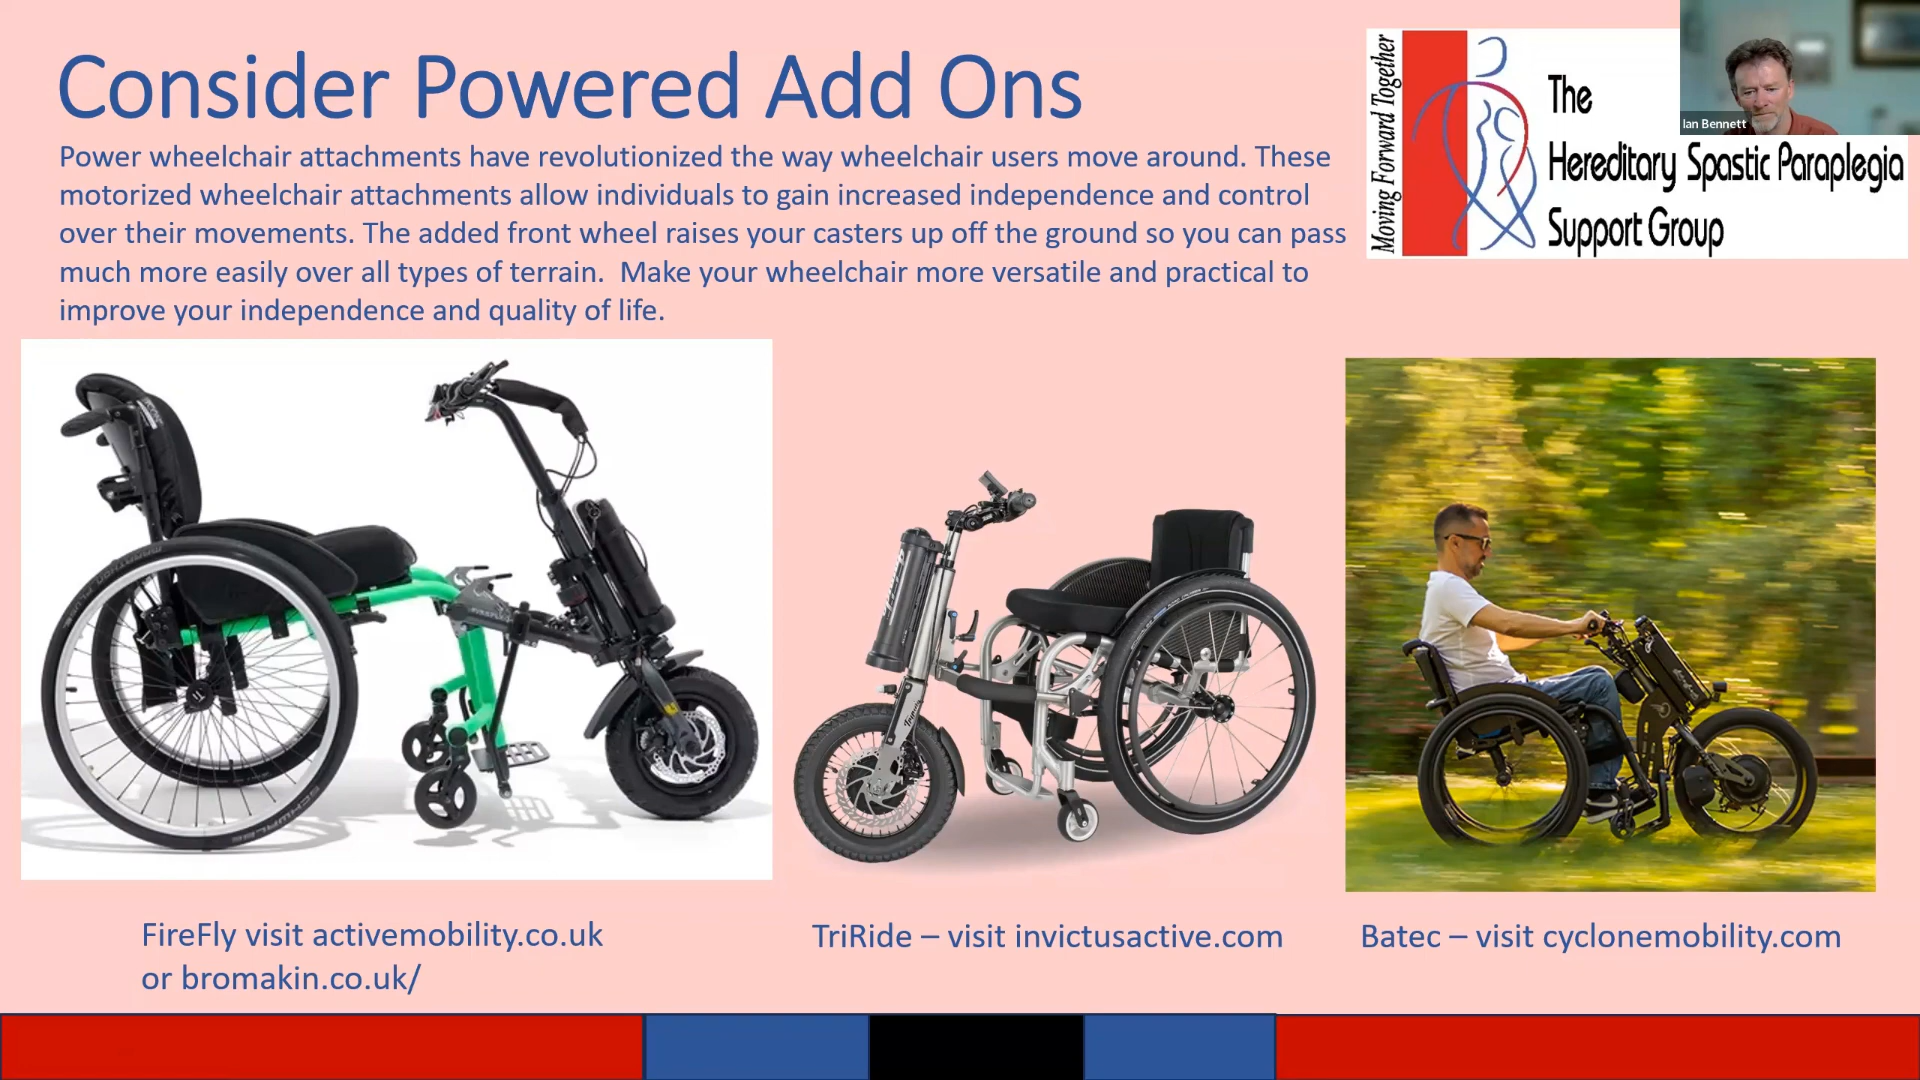 Consider Powered Add Ons
Power wheelchair attachments have revolutionized the way wheelchair users move around. These
motorized wheelchair attachments allow individuals to gain increased independence and control
over their movements. The added front wheel raises your casters up off the ground so you can pass
much more easily over all types of terrain.  Make your wheelchair more versatile and practical to
improve your independence and quality of life.
Moving Forward Together
The
Hereditary Spastic Paraplegia
Support Group
Ian Bennett
FireFly visit activemobility.co.uk
or bromakin.co.uk/
TriRide – visit invictusactive.com
Batec – visit cyclonemobility.com